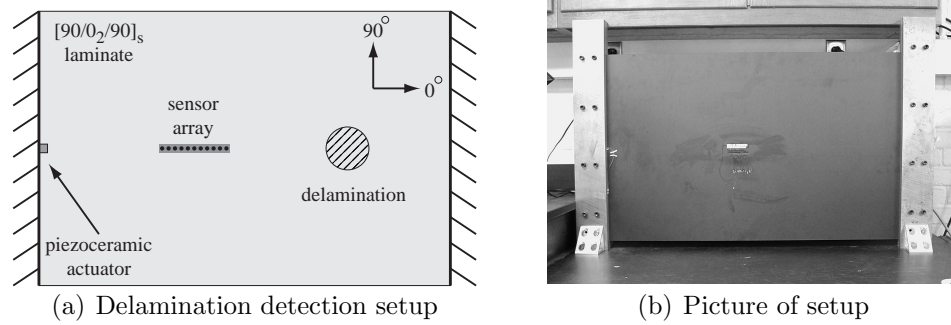 [90/0₂/90]ₛ
laminate
90°
0°
sensor
array
delamination
piezoceramic
actuator
(a) Delamination detection setup
(b) Picture of setup